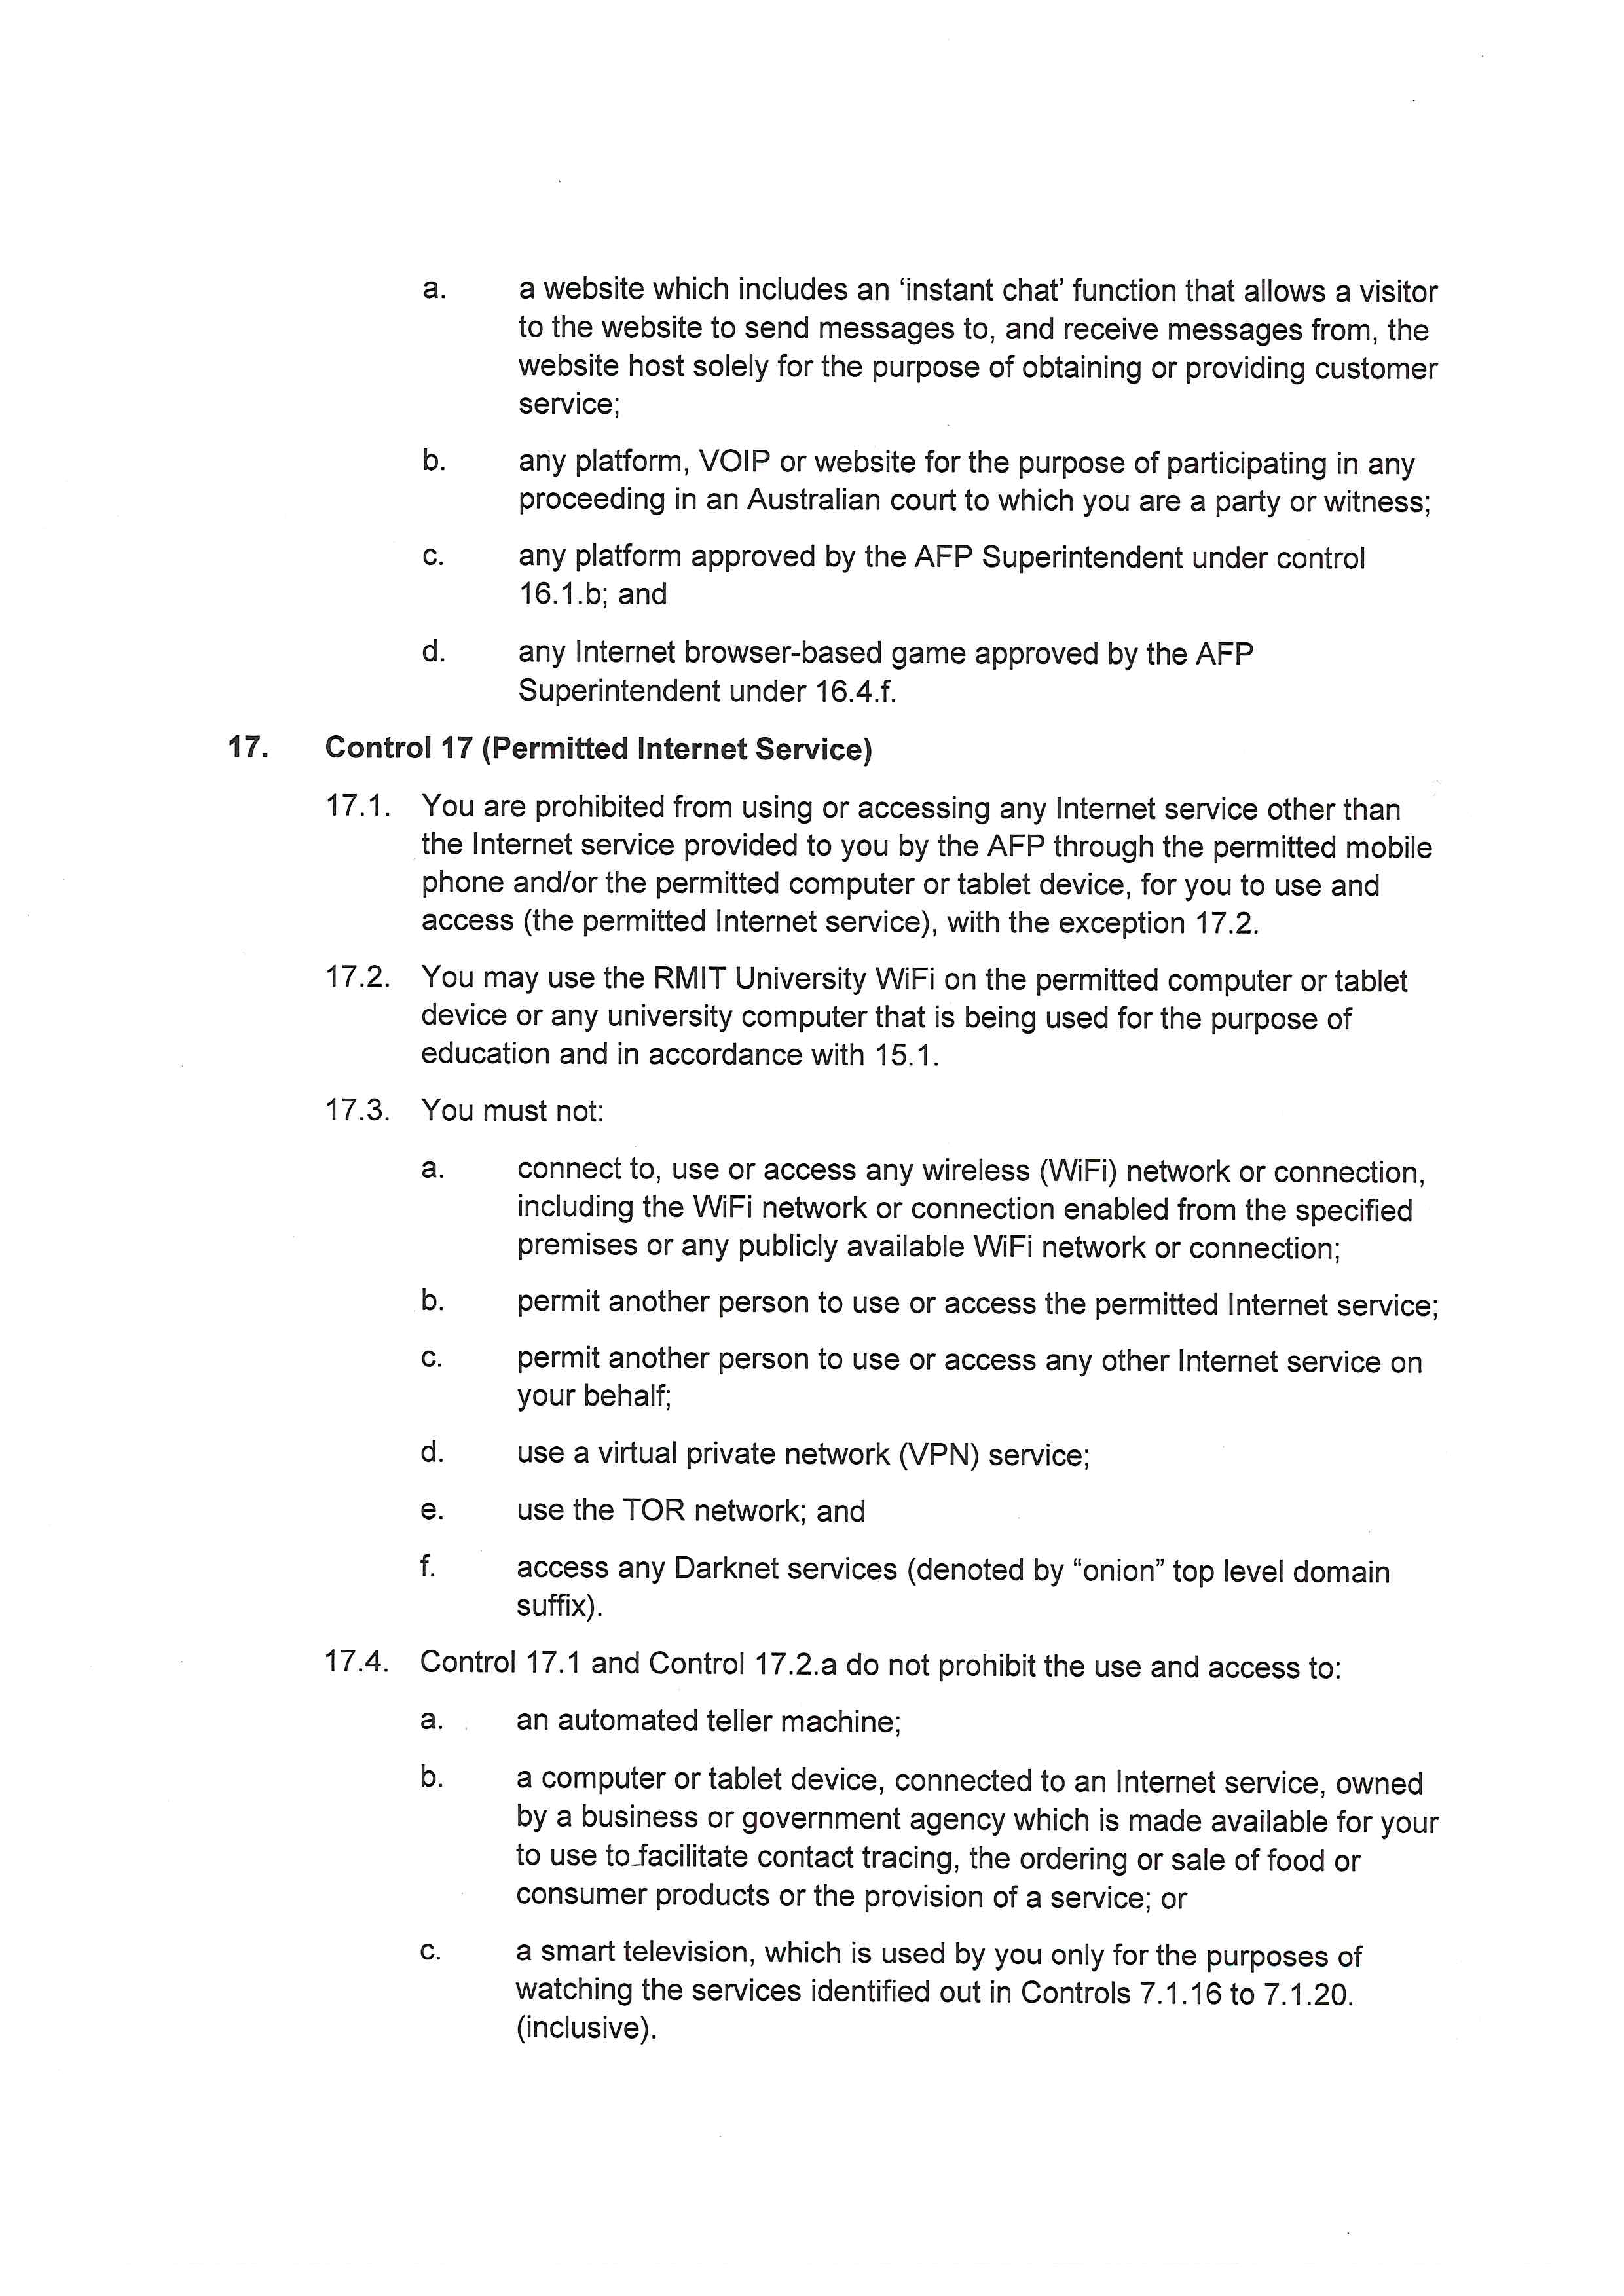 a. a website which includes an ‘instant chat’ function that allows a visitor
to the website to send messages to, and receive messages from, the
website host solely for the purpose of obtaining or providing customer
service;
b. any platform, VOIP or website for the purpose of participating in any
proceeding in an Australian court to which you are a party or witness;
c. any platform approved by the AFP Superintendent under control
16.1.b; and
d. any Internet browser-based game approved by the AFP
Superintendent under 16.4.f.
17. Control 17 (Permitted Internet Service)
17.1. You are prohibited from using or accessing any Internet service other than
the Internet service provided to you by the AFP through the permitted mobile
phone and/or the permitted computer or tablet device, for you to use and
access (the permitted Internet service), with the exception 17.2.
17.2. You may use the RMIT University WiFi on the permitted computer or tablet
device or any university computer that is being used for the purpose of
education and in accordance with 15.1.
17.3. You must not:
a. connect to, use or access any wireless (WiFi) network or connection,
including the WiFi network or connection enabled from the specified
premises or any publicly available WiFi network or connection;
b. permit another person to use or access the permitted Internet service;
c. permit another person to use or access any other Internet service on
your behalf;
d. use a virtual private network (VPN) service;
e. use the TOR network; and
f. access any Darknet services (denoted by “onion” top level domain
suffix).
17.4. Control 17.1 and Control 17.2.a do not prohibit the use and access to:
a. an automated teller machine;
b. a computer or tablet device, connected to an Internet service, owned
by a business or government agency which is made available for your
to use to facilitate contact tracing, the ordering or sale of food or
consumer products or the provision of a service; or
c. a smart television, which is used by you only for the purposes of
watching the services identified out in Controls 7.1.16 to 7.1.20.
(inclusive).